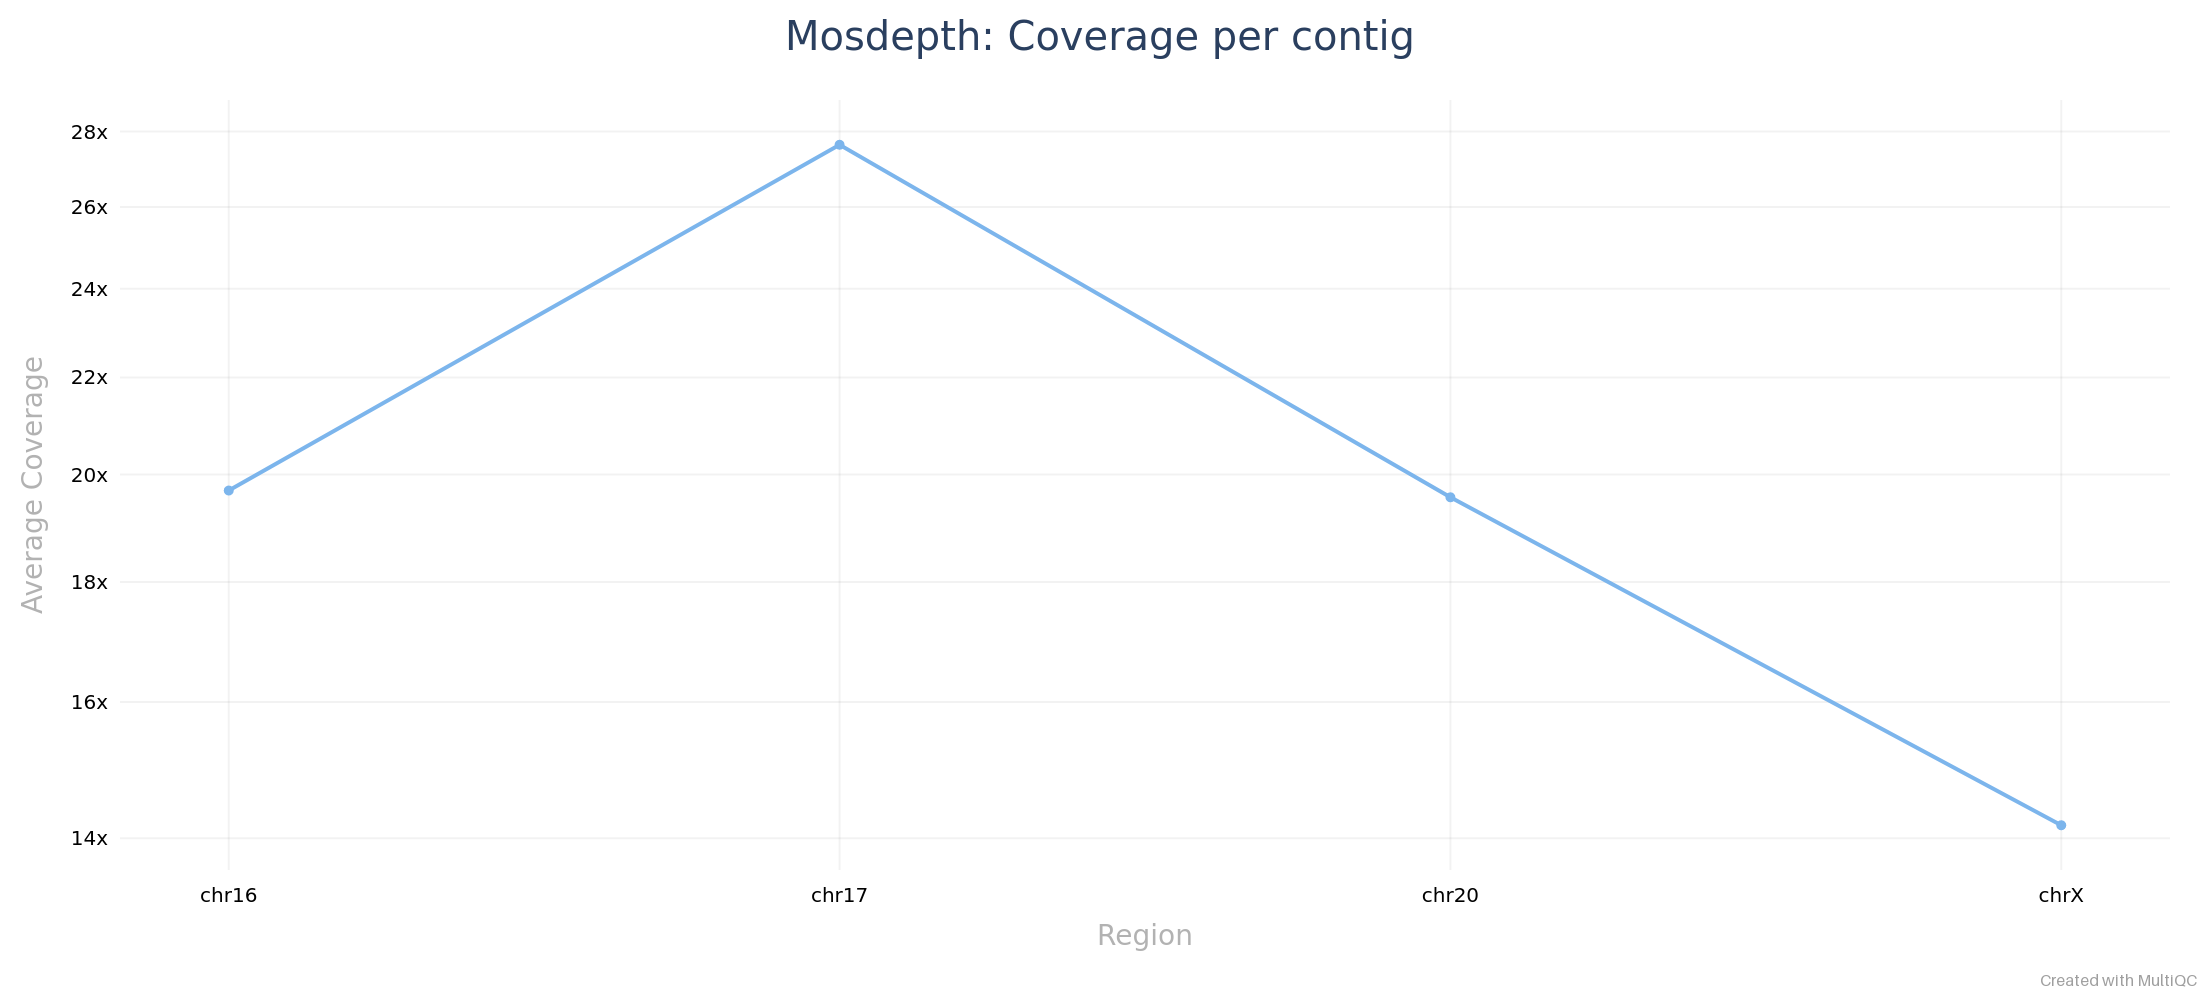 Mosdepth: Coverage per contig
28x
26x
24x
22x
20x
18x
16x
14x
Average Coverage
chr16 chr17 chr20 chrX
Region
Created with MultiQC